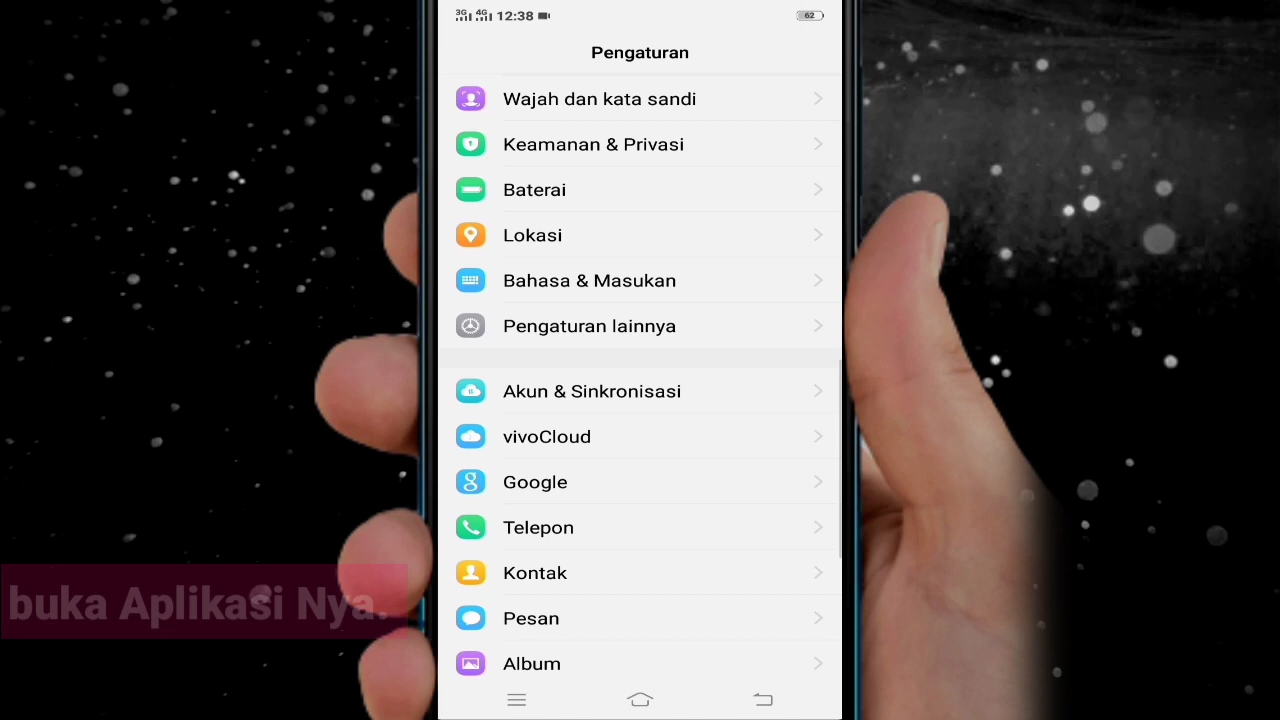 3G 4G 12:38 62
Pengaturan
Wajah dan kata sandi
Keamanan & Privasi
Baterai
Lokasi
Bahasa & Masukan
Pengaturan lainnya
Akun & Sinkronisasi
vivoCloud
Google
Telepon
Kontak
Pesan
Album
buka Aplikasi Nya.